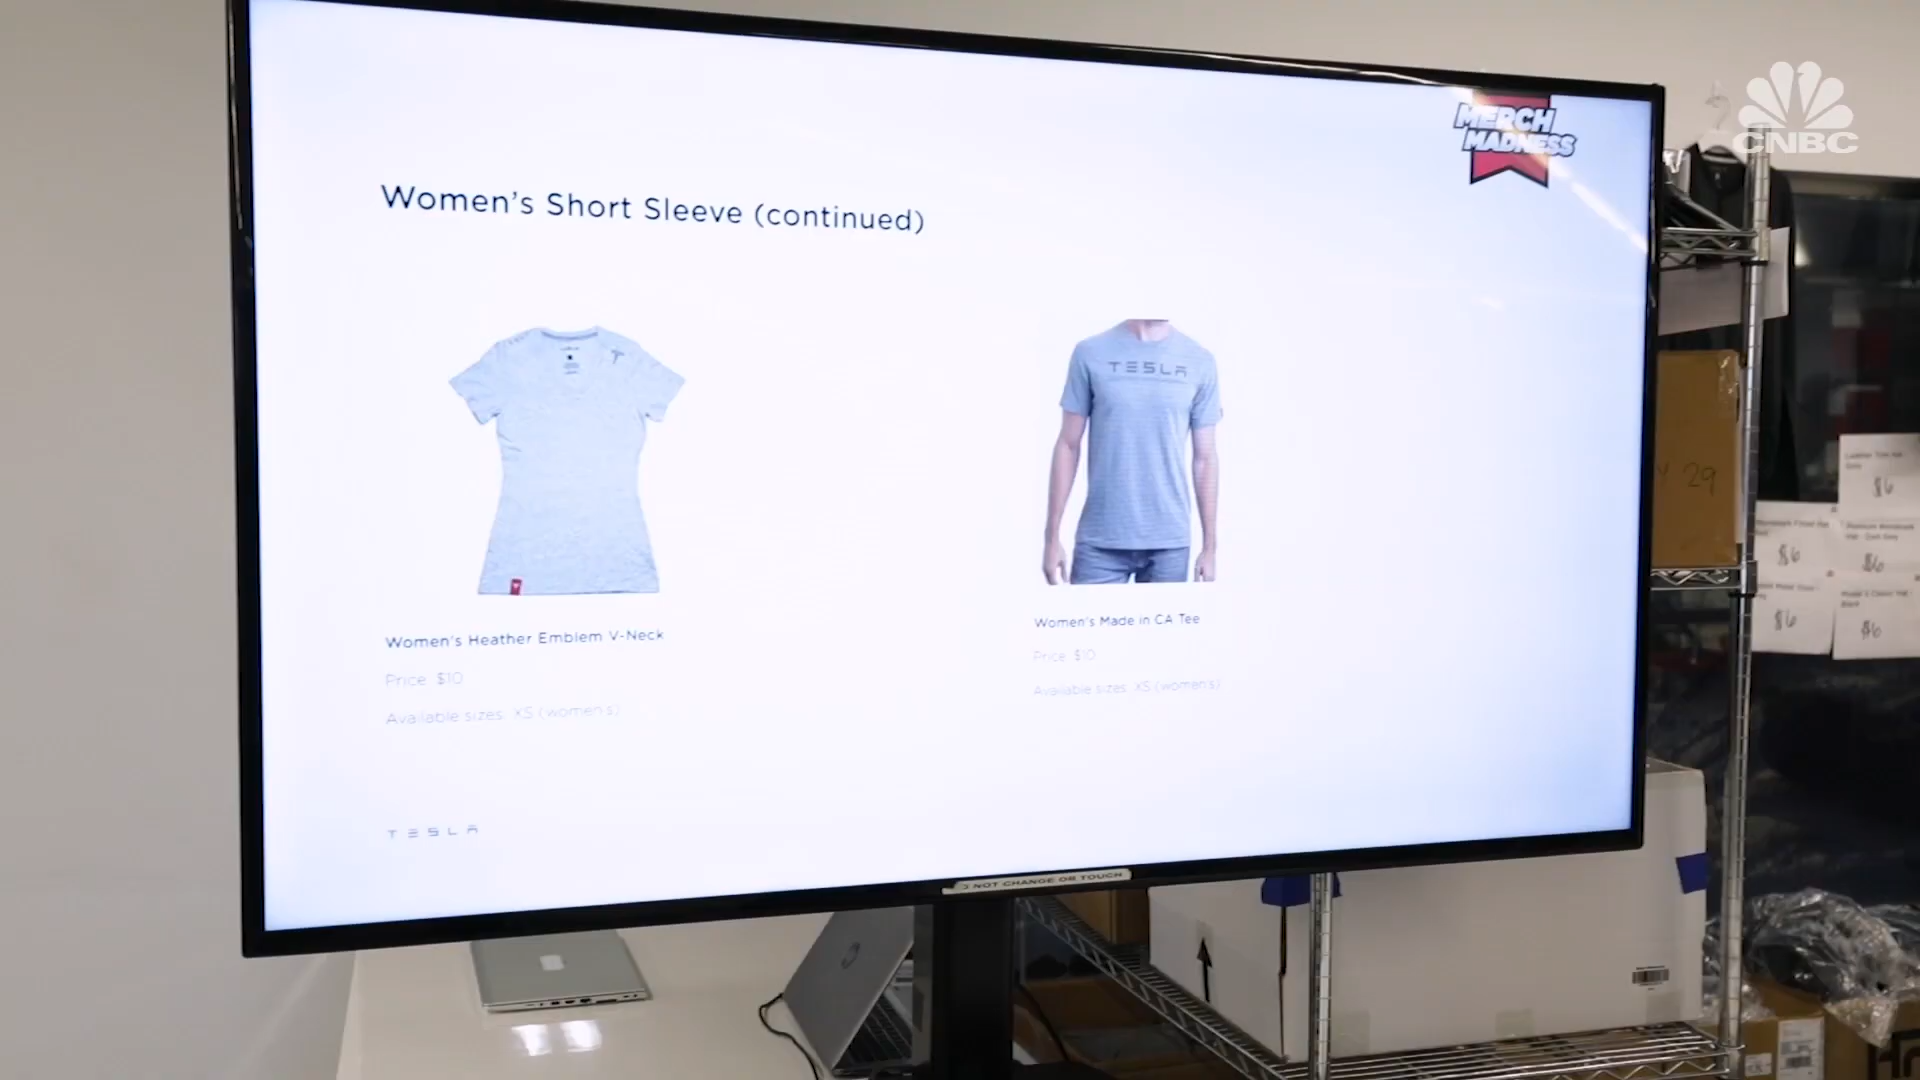 MERCH
MADNESS
CNBC
Women's Short Sleeve (continued)
TESLA
Women's Heather Emblem V-Neck
Price: $10
Available sizes: XS (women's)
Women's Made in CA Tee
Price: $10
Available sizes: XS (women's)
TESLA
NOT CHANGE OR TOUCH
29
$6
$6
$6
$6
$6